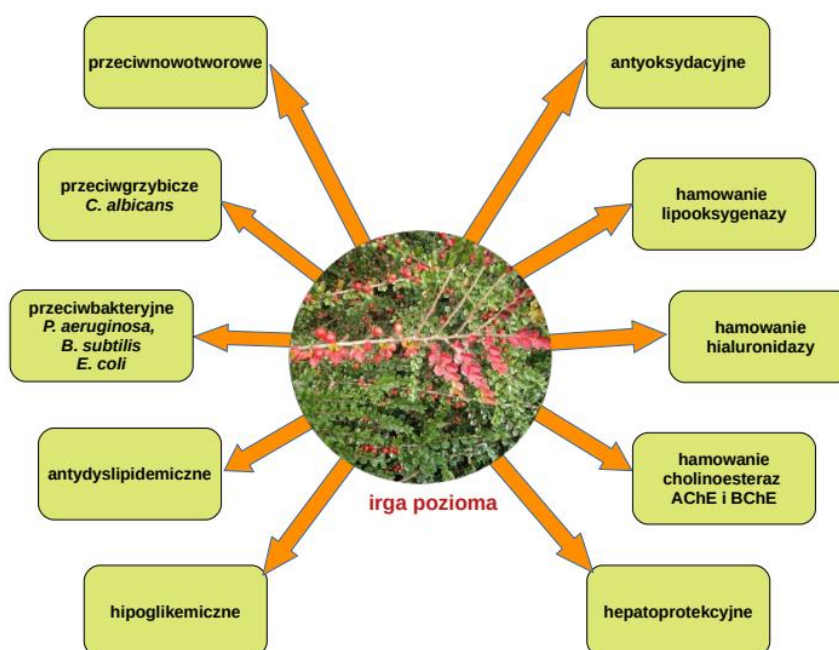 przeciwnowotworowe
antyoksydacyjne
przeciwgrzybicze
C. albicans
hamowanie
lipooksygenazy
przeciwbakteryjne
P. aeruginosa,
B. subtilis
E. coli
hamowanie
hialuronidazy
antydyslipidemiczne
hamowanie
cholinoesteraz
AChE i BChE
irga pozioma
hipoglikemiczne
hepatoprotekcyjne